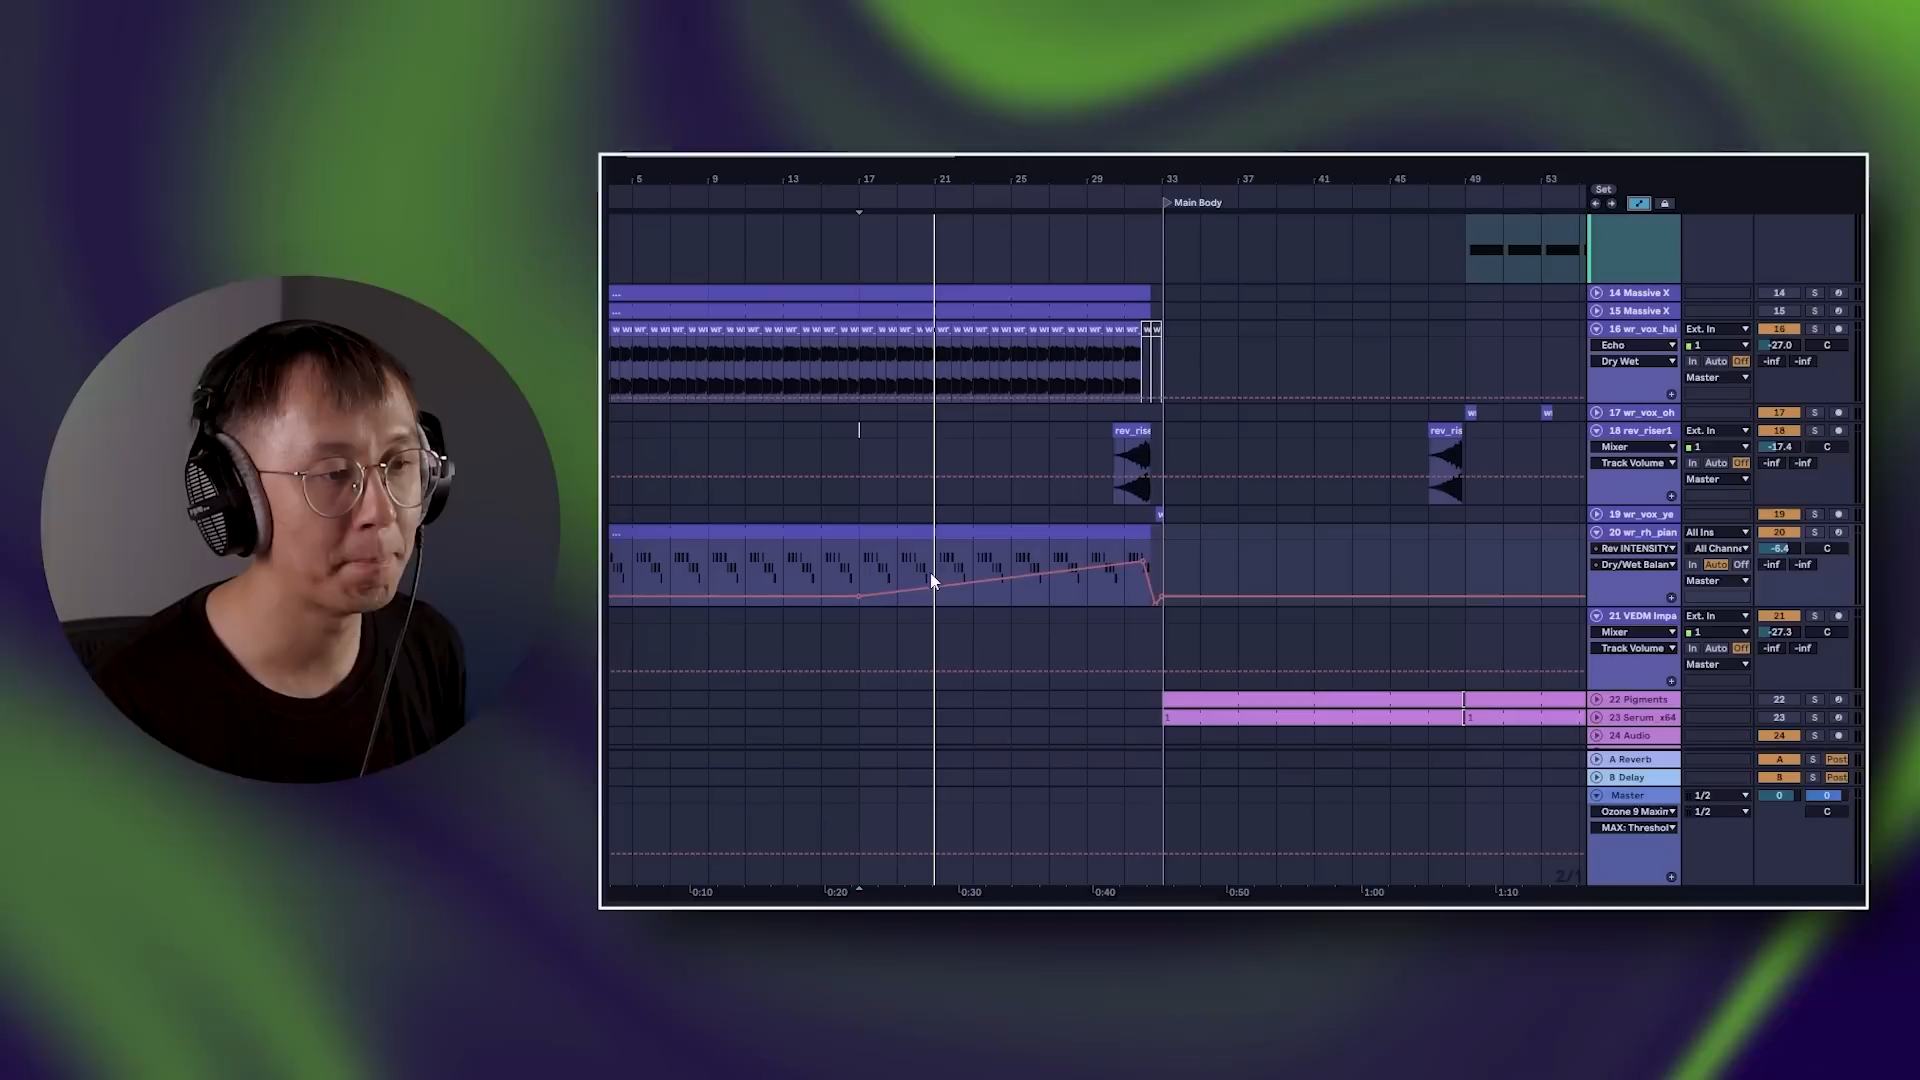 5 9 13 17 21 25 29 33 37 41 45 49 53
Set
Main Body
... 14 Massive X 14 S
... 15 Massive X 15 S
16 wr_vox_hai Ext. In 16
Echo 1 -27.0 C
Dry Wet In Auto Off -inf -inf
Master
17 wr_vox_oh 17 S
rev_rise rev_ris 18 rev_riser1 Ext. In 18 S
Mixer 1 -17.4 C
Track Volume In Auto Off -inf -inf
Master
19 wr_vox_ye 19 S
... 20 wr_rh_pian All Ins 20 S
Rev INTENSITY All Channe -6.4 C
Dry/Wet Balan In Auto Off -inf -inf
Master
21 VEDM Impa Ext. In 21 S
Mixer 1 -27.3 C
Track Volume In Auto Off -inf -inf
Master
22 Pigments 22 S
1 1 23 Serum_x64 23 S
24 Audio 24 S
A Reverb A S Post
B Delay B S Post
Master 1/2 0 0
Ozone 9 Maxim 1/2 C
MAX: Threshol
2/1
0:10 0:20 0:30 0:40 0:50 1:00 1:10